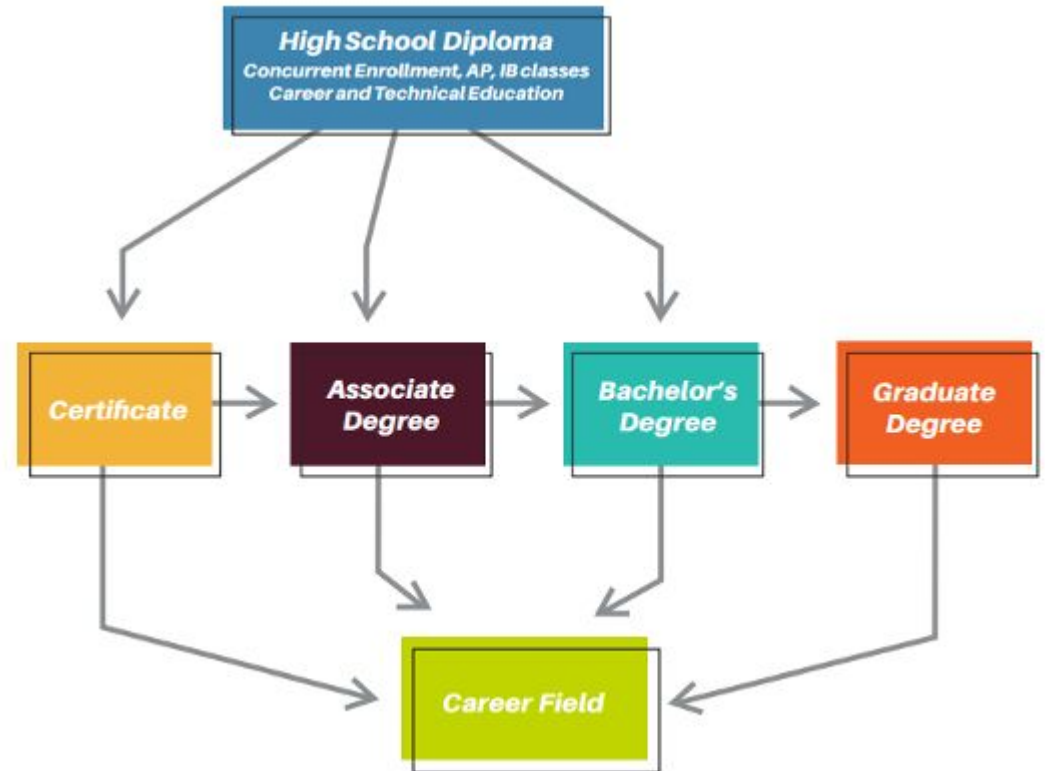 High School Diploma
Concurrent Enrollment, AP, IB classes
Career and Technical Education
Certificate
Associate
Degree
Bachelor's
Degree
Graduate
Degree
Career Field